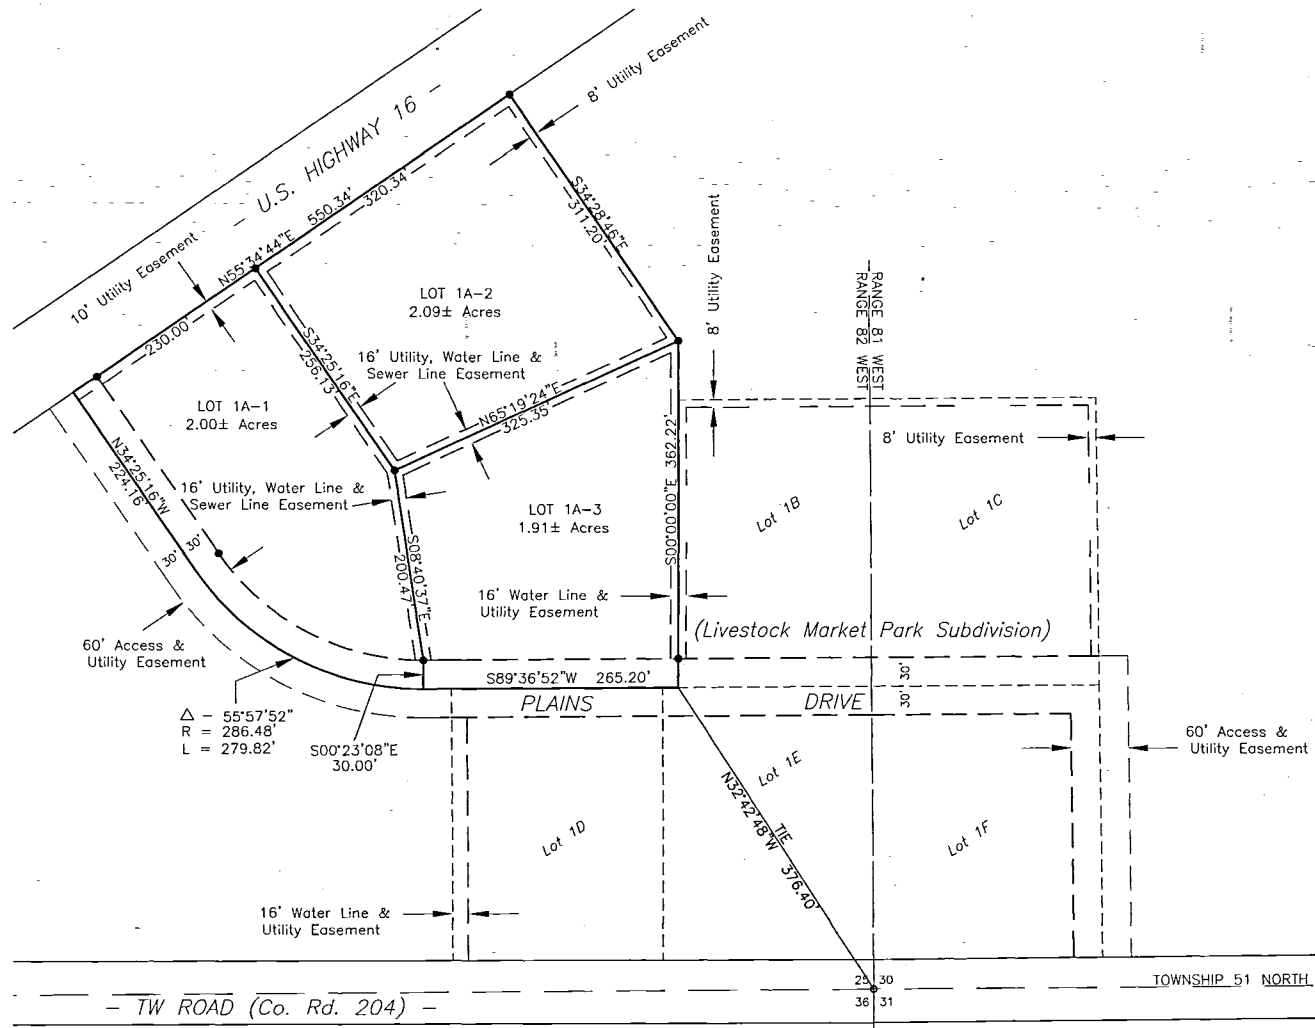 8' Utility Easement
- U.S. HIGHWAY 16 -
550.34'
320.34'
N55°34'44"E
10' Utility Easement
230.00'
S34°28'46"E
311.20'
8' Utility Easement
RANGE 81 WEST
RANGE 82 WEST
LOT 1A-2
2.09± Acres
S34°25'16"E
256.13'
16' Utility, Water Line &
Sewer Line Easement
N65°19'24"E
325.35'
LOT 1A-1
2.00± Acres
N34°25'16"W
224.16'
16' Utility, Water Line &
Sewer Line Easement
8' Utility Easement
S00°00'00"E 362.22'
LOT 1A-3
1.91± Acres
Lot 1B
Lot 1C
30' 30'
S08°40'37"E
200.47'
16' Water Line &
Utility Easement
(Livestock Market Park Subdivision)
60' Access &
Utility Easement
S89°36'52"W 265.20'
30' 30'
PLAINS DRIVE
△ - 55°57'52"
R = 286.48'
L = 279.82'
S00°23'08"E
30.00'
60' Access &
Utility Easement
Lot 1E
N32°42'48"W 376.40'
TIE
Lot 1D
Lot 1F
16' Water Line &
Utility Easement
25 30
36 31
TOWNSHIP 51 NORTH
- TW ROAD (Co. Rd. 204) -